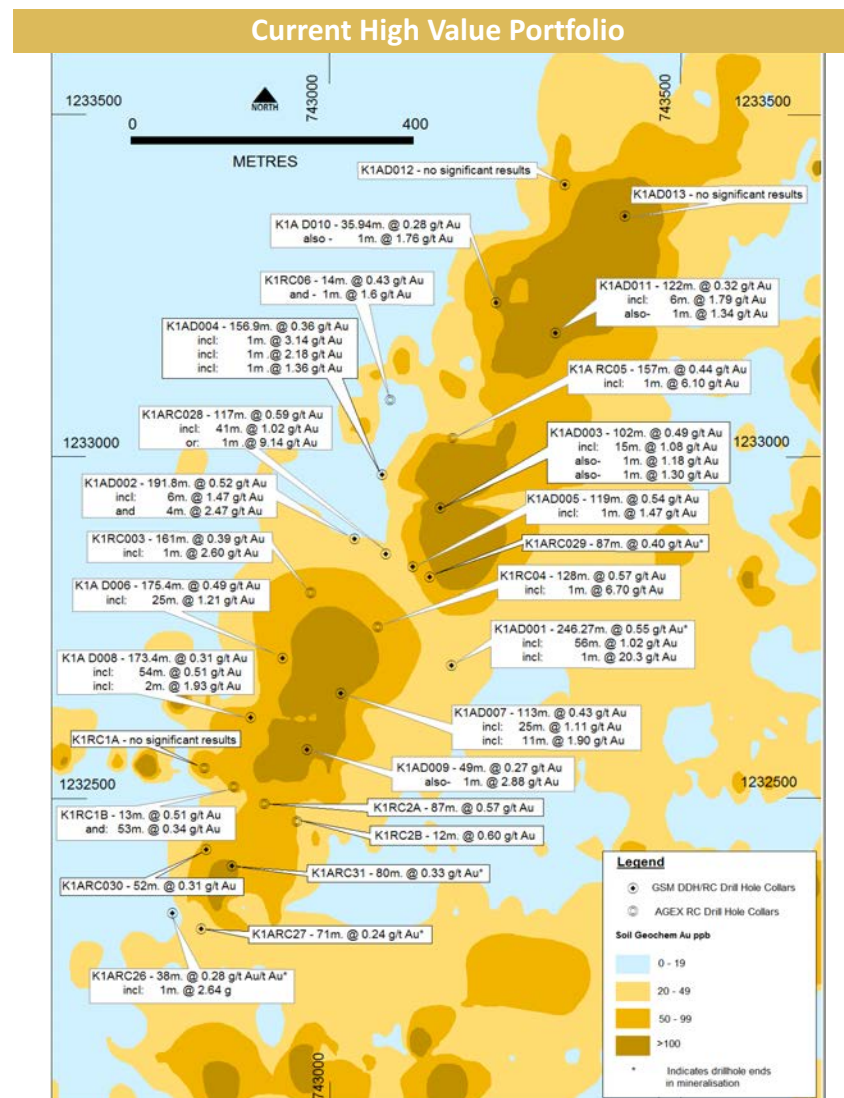 Current High Value Portfolio
1233500
743000
743500
1233500
NORTH
0
400
METRES
K1AD012 - no significant results
K1AD013 - no significant results
K1A D010 - 35.94m. @ 0.28 g/t Au
also - 1m. @ 1.76 g/t Au
K1RC06 - 14m. @ 0.43 g/t Au
and - 1m. @ 1.6 g/t Au
K1AD011 - 122m. @ 0.32 g/t Au
incl: 6m. @ 1.79 g/t Au
also- 1m. @ 1.34 g/t Au
K1AD004 - 156.9m. @ 0.36 g/t Au
incl: 1m. @ 3.14 g/t Au
incl: 1m .@ 2.18 g/t Au
incl: 1m .@ 1.36 g/t Au
K1A RC05 - 157m. @ 0.44 g/t Au
incl: 1m. @ 6.10 g/t Au
K1ARC028 - 117m. @ 0.59 g/t Au
incl: 41m. @ 1.02 g/t Au
or: 1m .@ 9.14 g/t Au
1233000
K1AD003 - 102m. @ 0.49 g/t Au
incl: 15m. @ 1.08 g/t Au
also- 1m. @ 1.18 g/t Au
also- 1m. @ 1.30 g/t Au
1233000
K1AD002 - 191.8m. @ 0.52 g/t Au
incl: 6m. @ 1.47 g/t Au
and 4m. @ 2.47 g/t Au
K1AD005 - 119m. @ 0.54 g/t Au
incl: 1m. @ 1.47 g/t Au
K1RC003 - 161m. @ 0.39 g/t Au
incl: 1m. @ 2.60 g/t Au
K1ARC029 - 87m. @ 0.40 g/t Au*
K1A D006 - 175.4m. @ 0.49 g/t Au
incl: 25m. @ 1.21 g/t Au
K1RC04 - 128m. @ 0.57 g/t Au
incl: 1m. @ 6.70 g/t Au
K1AD001 - 246.27m. @ 0.55 g/t Au*
incl: 56m. @ 1.02 g/t Au
incl: 1m. @ 20.3 g/t Au
K1A D008 - 173.4m. @ 0.31 g/t Au
incl: 54m. @ 0.51 g/t Au
incl: 2m. @ 1.93 g/t Au
K1AD007 - 113m. @ 0.43 g/t Au
incl: 25m. @ 1.11 g/t Au
incl: 11m. @ 1.90 g/t Au
K1RC1A - no significant results
K1AD009 - 49m. @ 0.27 g/t Au
also- 1m. @ 2.88 g/t Au
1232500
1232500
K1RC1B - 13m. @ 0.51 g/t Au
and: 53m. @ 0.34 g/t Au
K1RC2A - 87m. @ 0.57 g/t Au
K1RC2B - 12m. @ 0.60 g/t Au
K1ARC030 - 52m. @ 0.31 g/t Au
K1ARC31 - 80m. @ 0.33 g/t Au*
K1ARC27 - 71m. @ 0.24 g/t Au*
K1ARC26 - 38m. @ 0.28 g/t Au/t Au*
incl: 1m. @ 2.64 g
743000
Legend
GSM DDH/RC Drill Hole Collars
AGEX RC Drill Hole Collars
Soil Geochem Au ppb
0 - 19
20 - 49
50 - 99
>100
* Indicates drillhole ends
in mineralisation